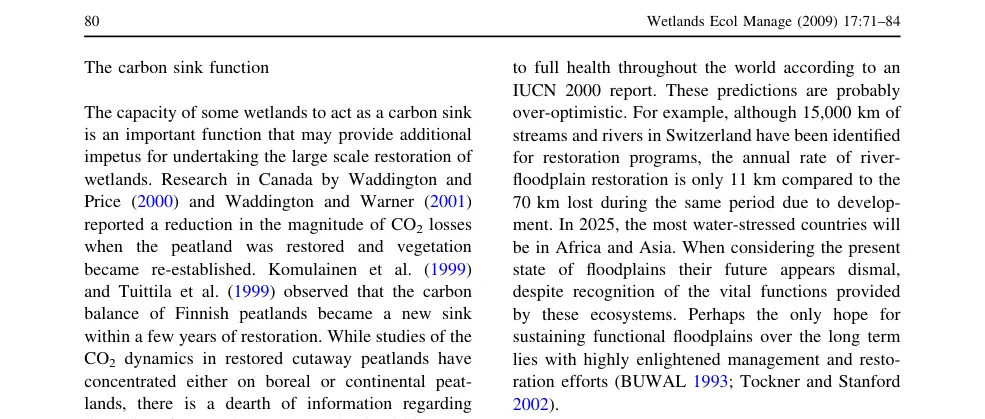 80
Wetlands Ecol Manage (2009) 17:71–84
The carbon sink function
The capacity of some wetlands to act as a carbon sink
is an important function that may provide additional
impetus for undertaking the large scale restoration of
wetlands. Research in Canada by Waddington and
Price (2000) and Waddington and Warner (2001)
reported a reduction in the magnitude of CO₂ losses
when the peatland was restored and vegetation
became re-established. Komulainen et al. (1999)
and Tuittila et al. (1999) observed that the carbon
balance of Finnish peatlands became a new sink
within a few years of restoration. While studies of the
CO₂ dynamics in restored cutaway peatlands have
concentrated either on boreal or continental peat-
lands, there is a dearth of information regarding
to full health throughout the world according to an
IUCN 2000 report. These predictions are probably
over-optimistic. For example, although 15,000 km of
streams and rivers in Switzerland have been identified
for restoration programs, the annual rate of river-
floodplain restoration is only 11 km compared to the
70 km lost during the same period due to develop-
ment. In 2025, the most water-stressed countries will
be in Africa and Asia. When considering the present
state of floodplains their future appears dismal,
despite recognition of the vital functions provided
by these ecosystems. Perhaps the only hope for
sustaining functional floodplains over the long term
lies with highly enlightened management and resto-
ration efforts (BUWAL 1993; Tockner and Stanford
2002).